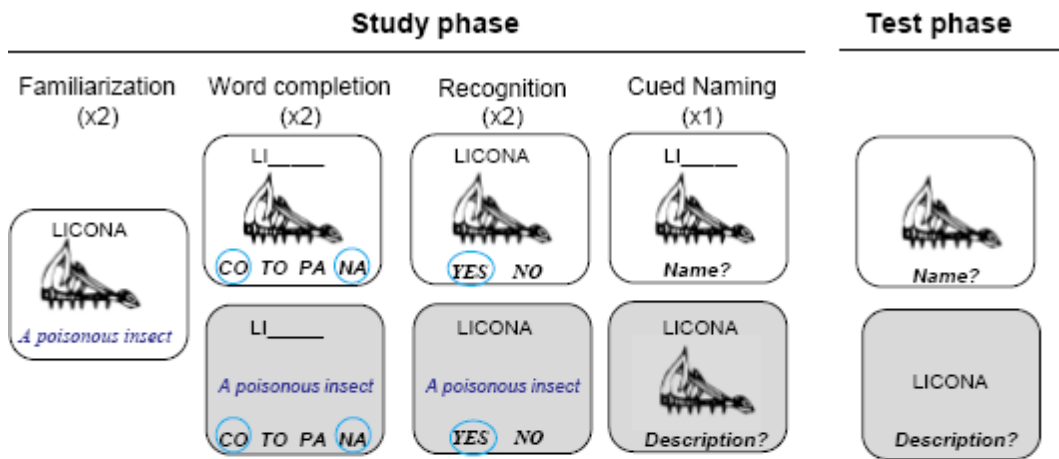 Study phase
Test phase
Familiarization
(x2)
Word completion
(x2)
Recognition
(x2)
Cued Naming
(x1)
LICONA
A poisonous insect
LI_____
CO TO PA NA
LICONA
YES NO
LI_____
Name?
Name?
LI_____
A poisonous insect
CO TO PA NA
LICONA
A poisonous insect
YES NO
LICONA
Description?
LICONA
Description?